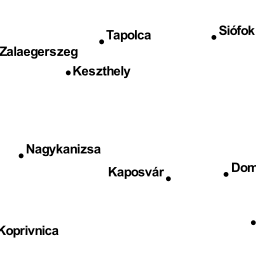 Siófok
Tapolca
Zalaegerszeg
Keszthely
Nagykanizsa
Dom
Kaposvár
Koprivnica